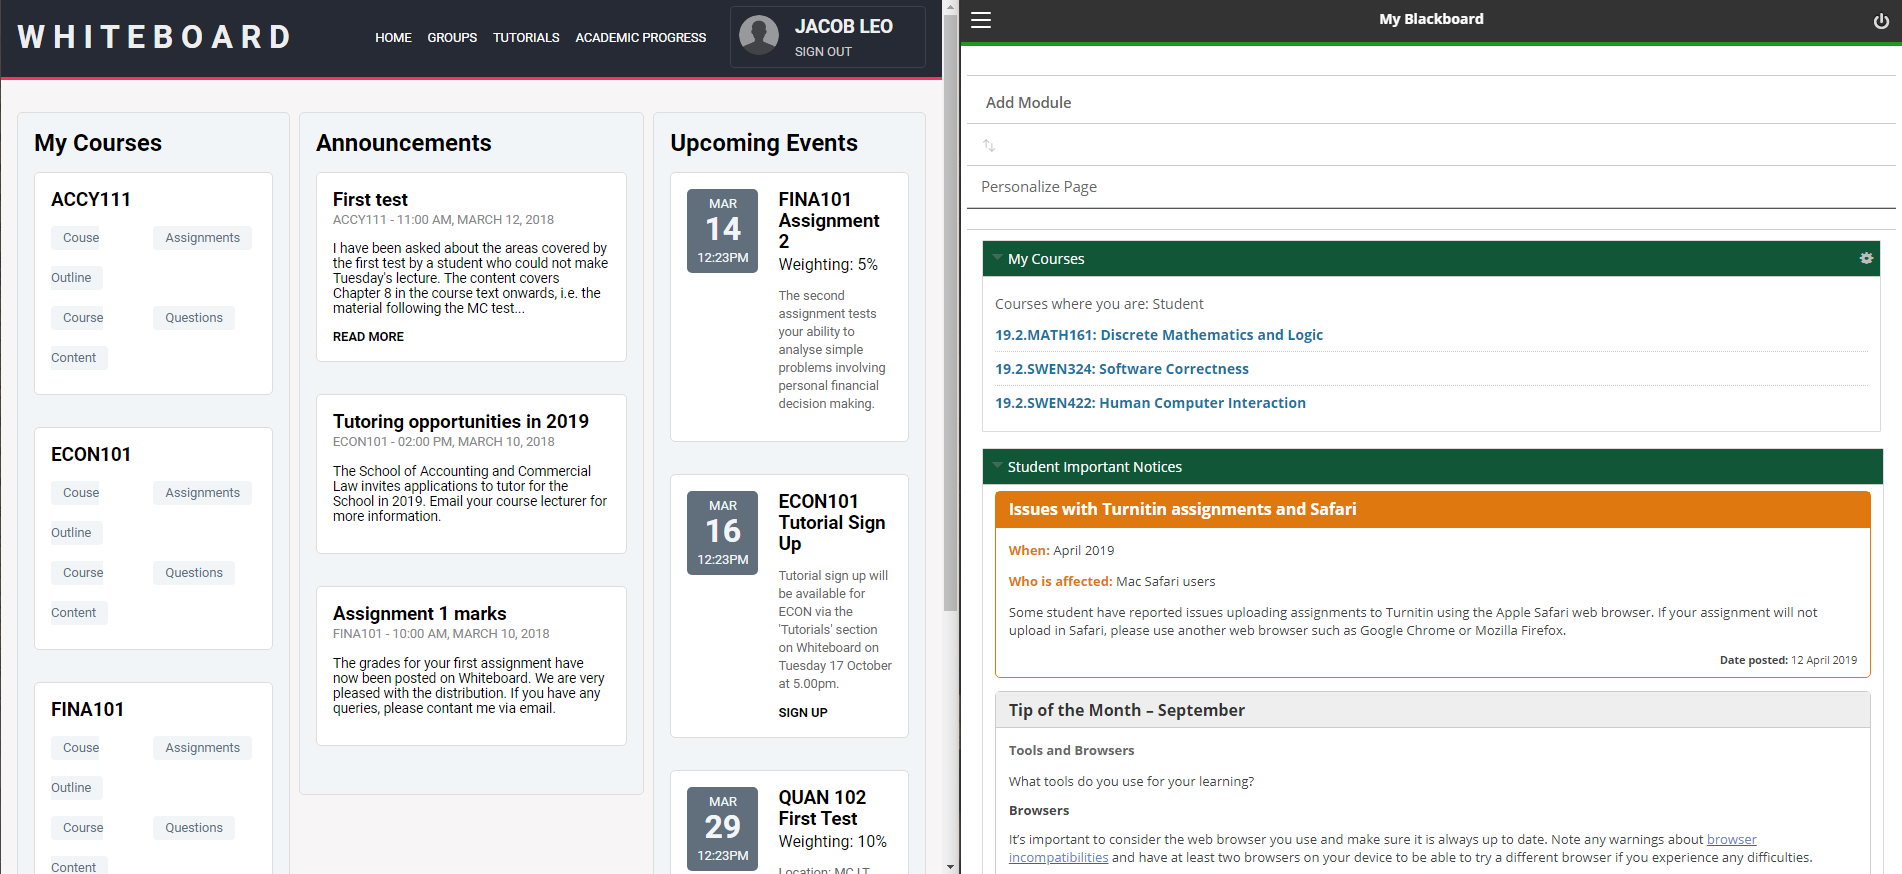 WHITEBOARD
HOME GROUPS TUTORIALS ACADEMIC PROGRESS
JACOB LEO
SIGN OUT
My Courses
ACCY111
Couse
Outline
Assignments
Course
Content
Questions
ECON101
Couse
Outline
Assignments
Course
Content
Questions
FINA101
Couse
Outline
Assignments
Course
Content
Questions
Announcements
First test
ACCY111 - 11:00 AM, MARCH 12, 2018
I have been asked about the areas covered by
the first test by a student who could not make
Tuesday's lecture. The content covers
Chapter 8 in the course text onwards, i.e. the
material following the MC test...
READ MORE
Tutoring opportunities in 2019
ECON101 - 02:00 PM, MARCH 10, 2018
The School of Accounting and Commercial
Law invites applications to tutor for the
School in 2019. Email your course lecturer for
more information.
Assignment 1 marks
FINA101 - 10:00 AM, MARCH 10, 2018
The grades for your first assignment have
now been posted on Whiteboard. We are very
pleased with the distribution. If you have any
queries, please contant me via email.
Upcoming Events
MAR
14
12:23PM
FINA101
Assignment
2
Weighting: 5%
The second
assignment tests
your ability to
analyse simple
problems involving
personal financial
decision making.
MAR
16
12:23PM
ECON101
Tutorial Sign
Up
Tutorial sign up will
be available for
ECON via the
'Tutorials' section
on Whiteboard on
Tuesday 17 October
at 5.00pm.
SIGN UP
MAR
29
12:23PM
QUAN 102
First Test
Weighting: 10%
Location: MC LT
My Blackboard
Add Module
Personalize Page
My Courses
Courses where you are: Student
19.2.MATH161: Discrete Mathematics and Logic
19.2.SWEN324: Software Correctness
19.2.SWEN422: Human Computer Interaction
Student Important Notices
Issues with Turnitin assignments and Safari
When: April 2019
Who is affected: Mac Safari users
Some student have reported issues uploading assignments to Turnitin using the Apple Safari web browser. If your assignment will not
upload in Safari, please use another web browser such as Google Chrome or Mozilla Firefox.
Date posted: 12 April 2019
Tip of the Month – September
Tools and Browsers
What tools do you use for your learning?
Browsers
It's important to consider the web browser you use and make sure it is always up to date. Note any warnings about browser
incompatibilities and have at least two browsers on your device to be able to try a different browser if you experience any difficulties.